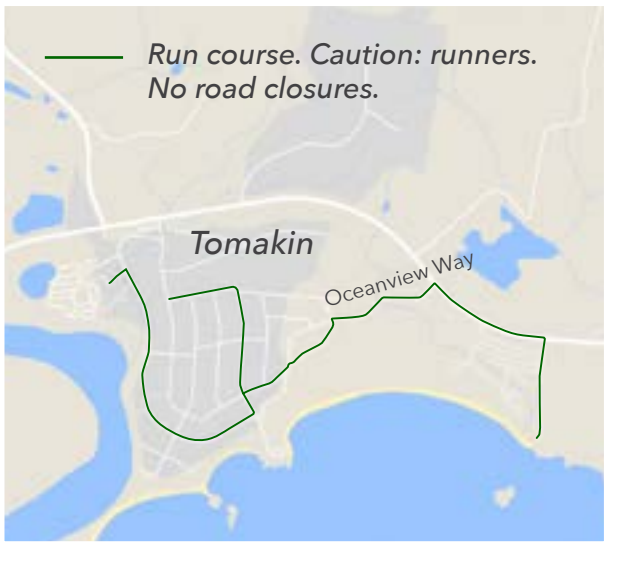 Run course. Caution: runners.
No road closures.
Tomakin
Oceanview Way